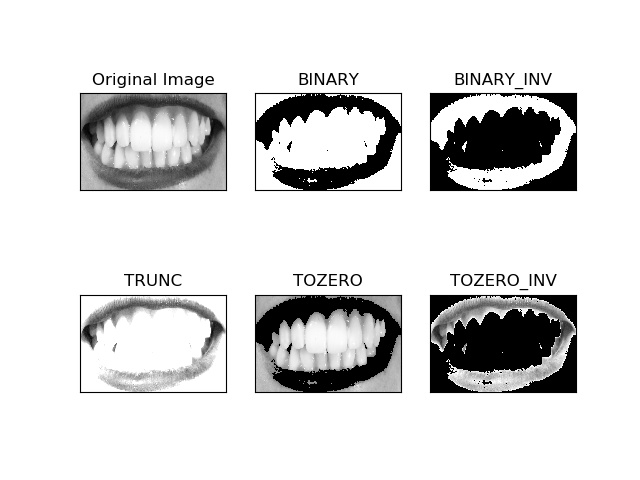 Original Image
BINARY
BINARY_INV
TRUNC
TOZERO
TOZERO_INV